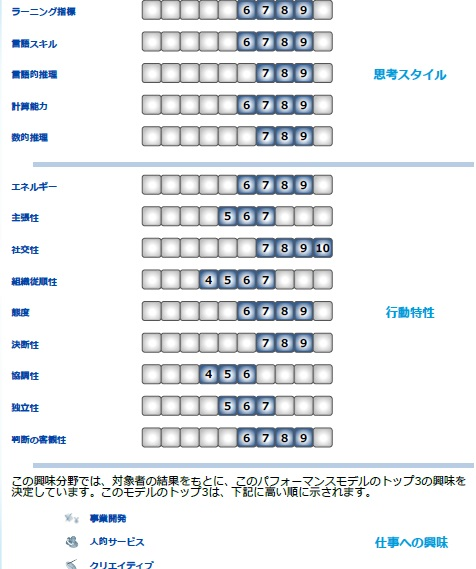 ラーニング指標 6 7 8 9
言語スキル 6 7 8 9
言語的推理 7 8 9
思考スタイル
計算能力 6 7 8 9
数的推理 7 8 9
エネルギー 6 7 8 9
主張性 5 6 7
社交性 7 8 9 10
組織従順性 4 5 6 7
態度 6 7 8 9
行動特性
決断性 7 8 9
協調性 4 5 6
独立性 5 6 7
判断の客観性 6 7 8 9
この興味分野では、対象者の結果をもとに、このパフォーマンスモデルのトップ3の興味を
決定しています。このモデルのトップ3は、下記に高い順に示されます。
事業開発
人的サービス
仕事への興味
クリエイティブ